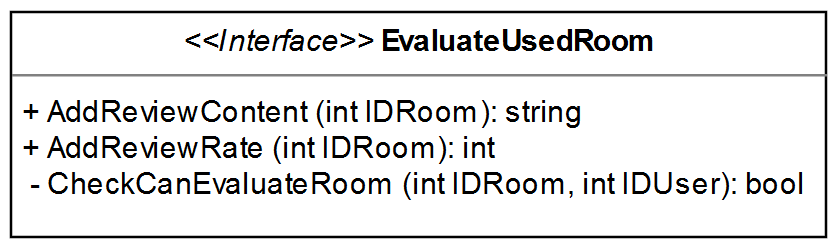 <<Interface>> EvaluateUsedRoom
+ AddReviewContent (int IDRoom): string
+ AddReviewRate (int IDRoom): int
- CheckCanEvaluateRoom (int IDRoom, int IDUser): bool